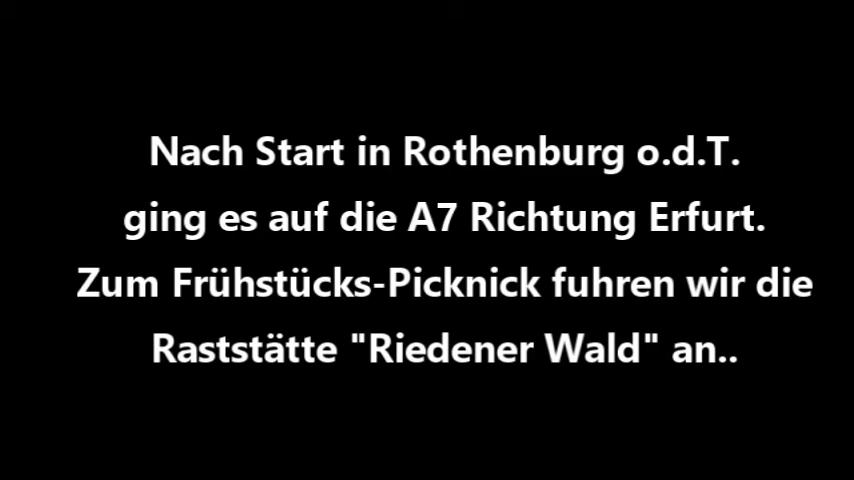 Nach Start in Rothenburg o.d.T.
ging es auf die A7 Richtung Erfurt.
Zum Frühstücks-Picknick fuhren wir die
Raststätte "Riedener Wald" an..